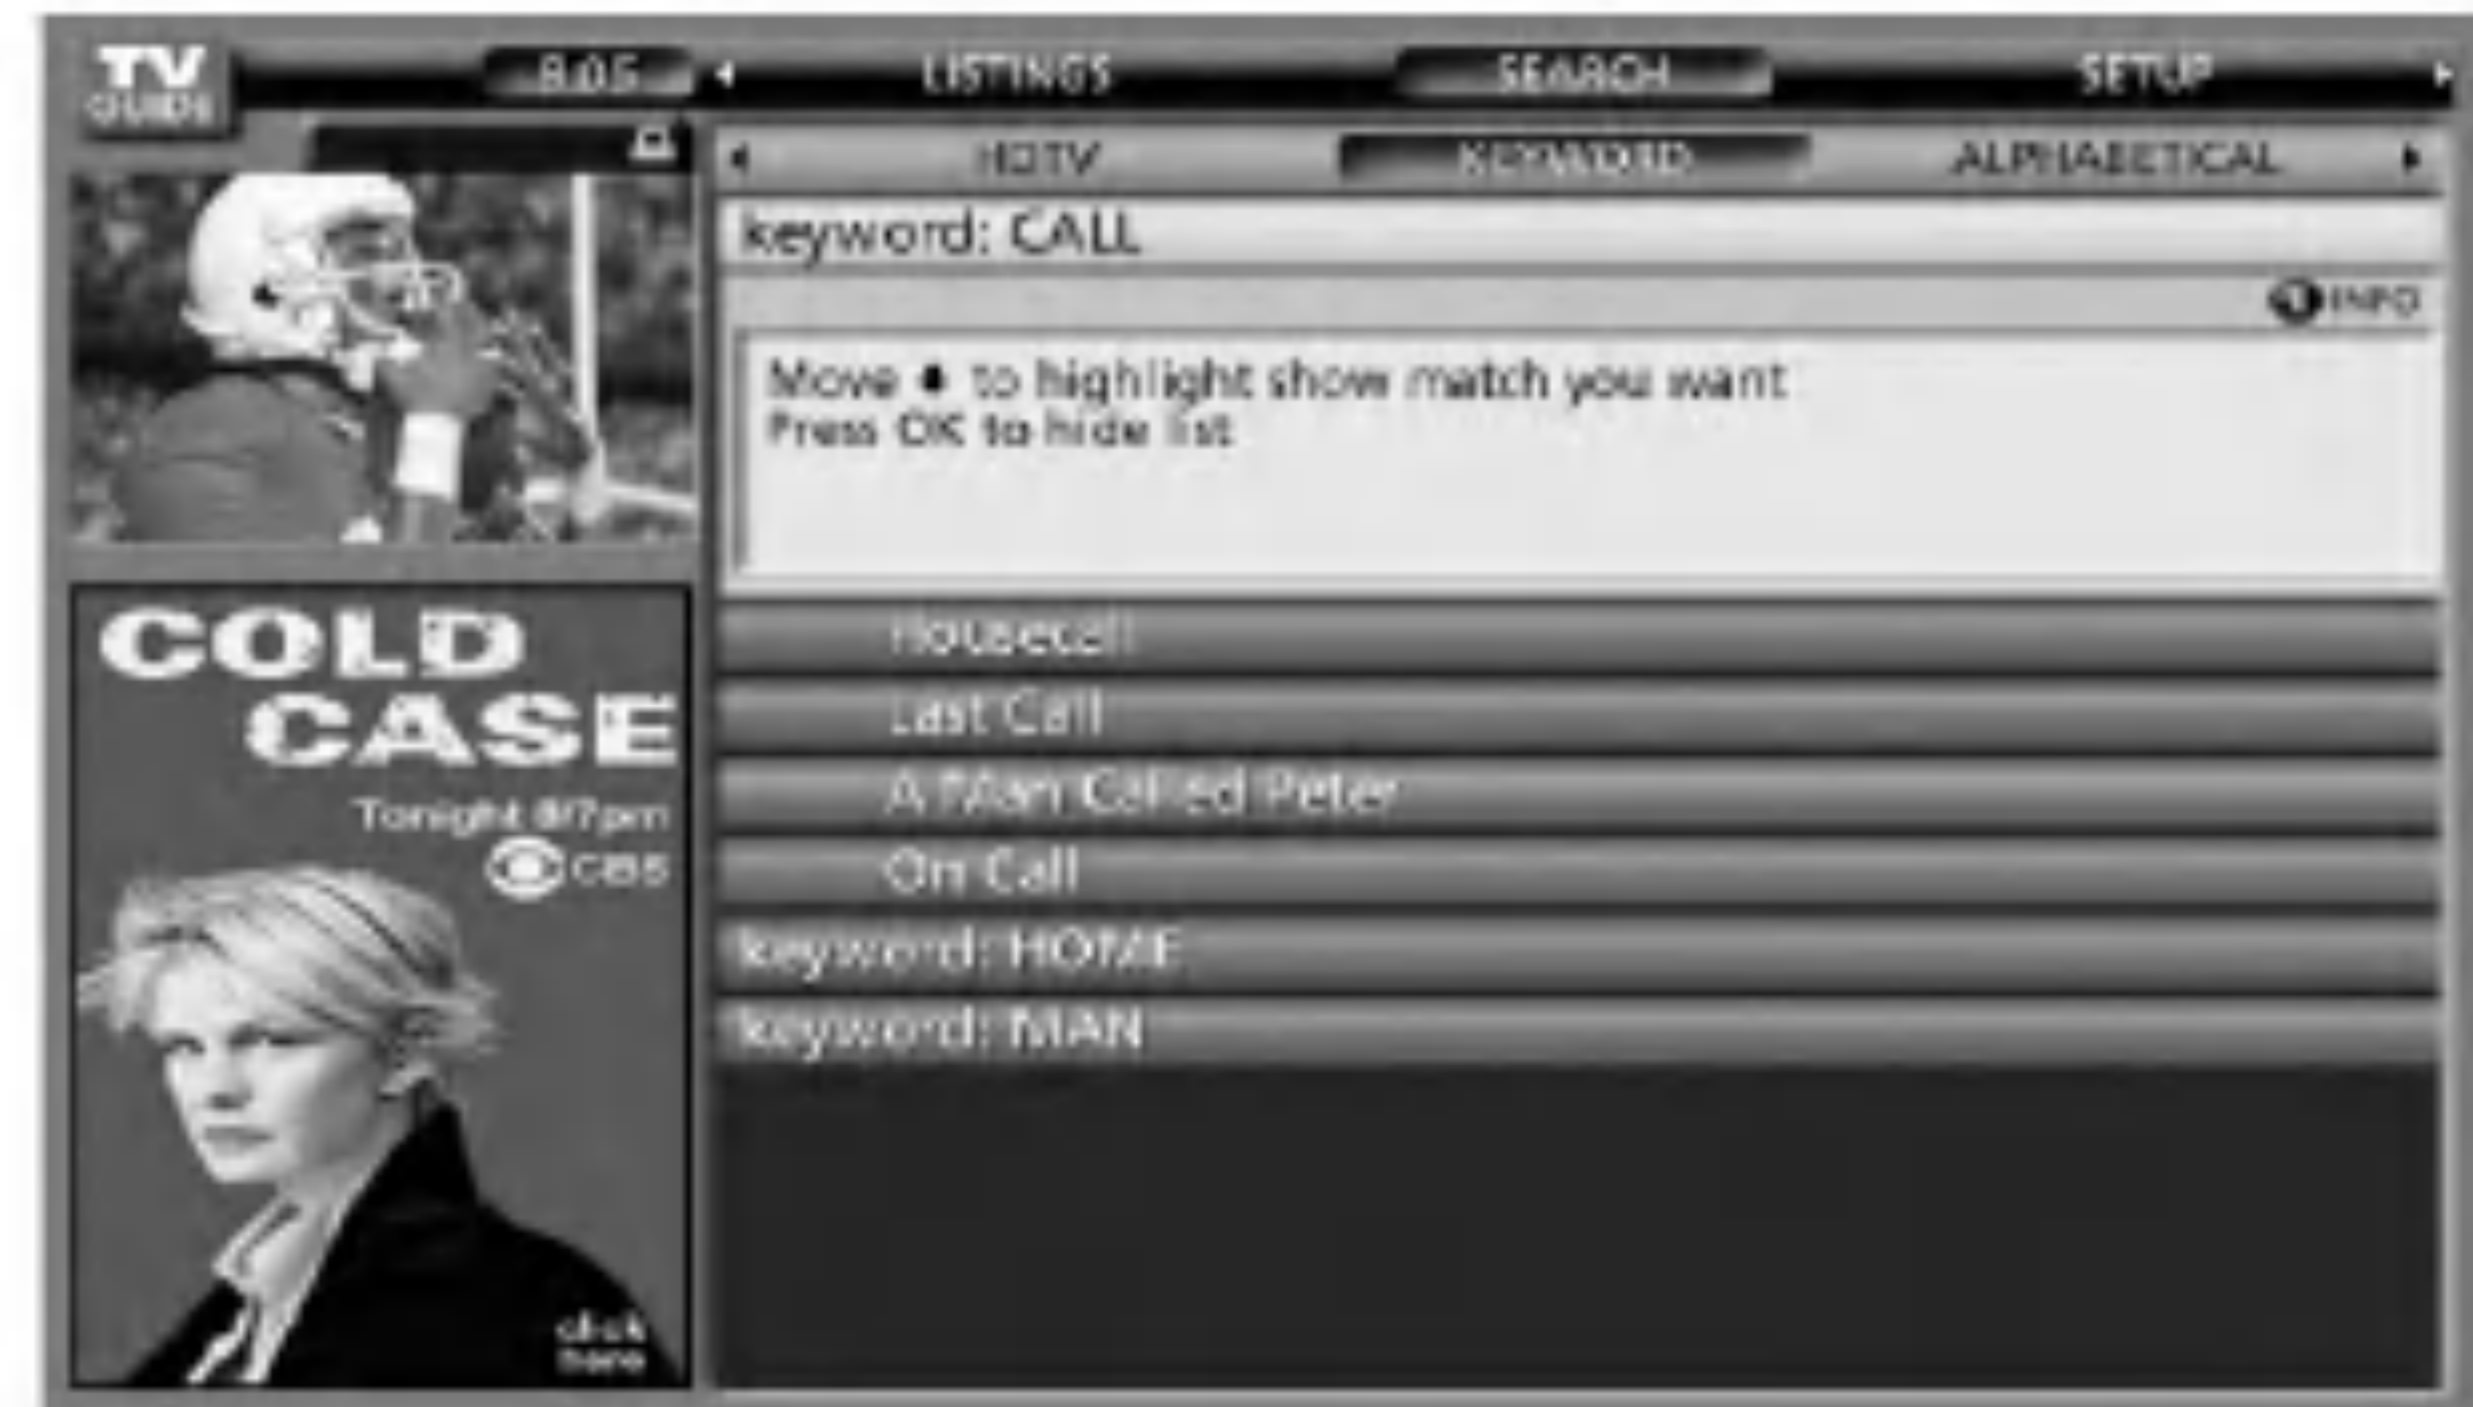 TV
GUIDE
8:05
LISTINGS
SEARCH
SETUP
HDTV
KEYWORD
ALPHABETICAL
keyword: CALL
INFO
Move to highlight show match you want
Press OK to hide list
Housecall
Last Call
A Man Called Peter
On Call
keyword: HOME
keyword: MAN
COLD
CASE
Tonight 8/7pm
CBS
click
here